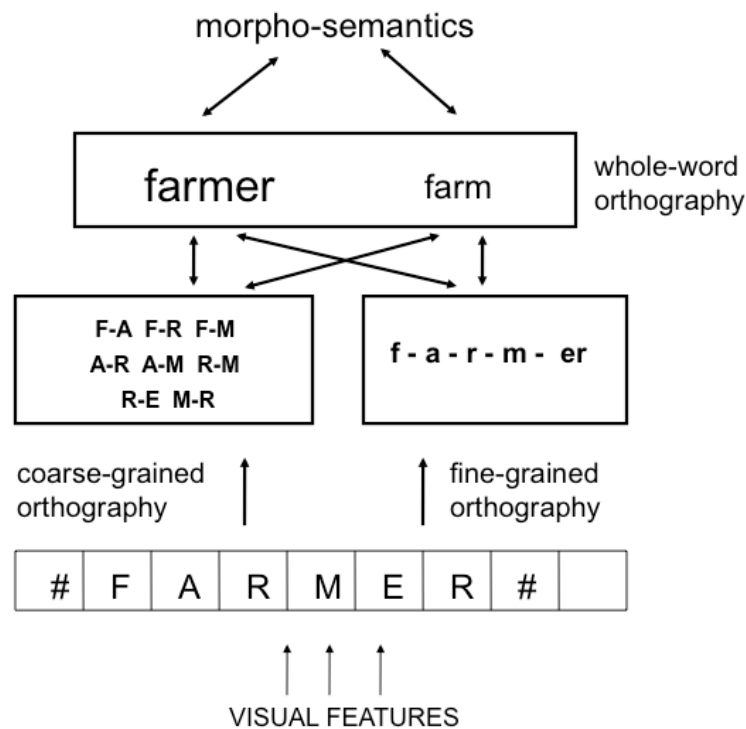 morpho-semantics
farmer farm
whole-word
orthography
F-A F-R F-M
A-R A-M R-M
R-E M-R
f - a - r - m - er
coarse-grained
orthography
fine-grained
orthography
# F A R M E R #
VISUAL FEATURES